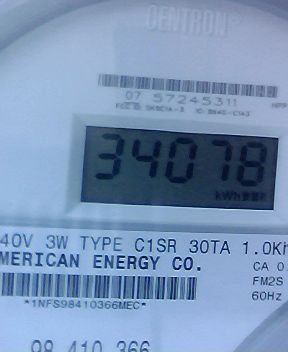 CENTRON®
07 57245311
34078
kWh
40V 3W TYPE C1SR 30TA 1.0Kh
MERICAN ENERGY CO.
CA 0.
FM2S
60Hz
*1NFS98410366MEC*
98 410 366